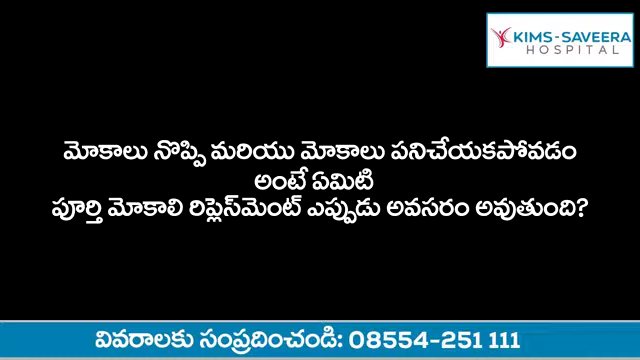 KIMS-SAVEERA
HOSPITAL
మోకాలు నొప్పి మరియు మోకాలు పనిచేయకపోవడం
అంటే ఏమిటి
పూర్తి మోకాలి రిప్లెస్‌మెంట్ ఎప్పుడు అవసరం అవుతుంది?
వివరాలకు సంప్రదించండి: 08554-251 111